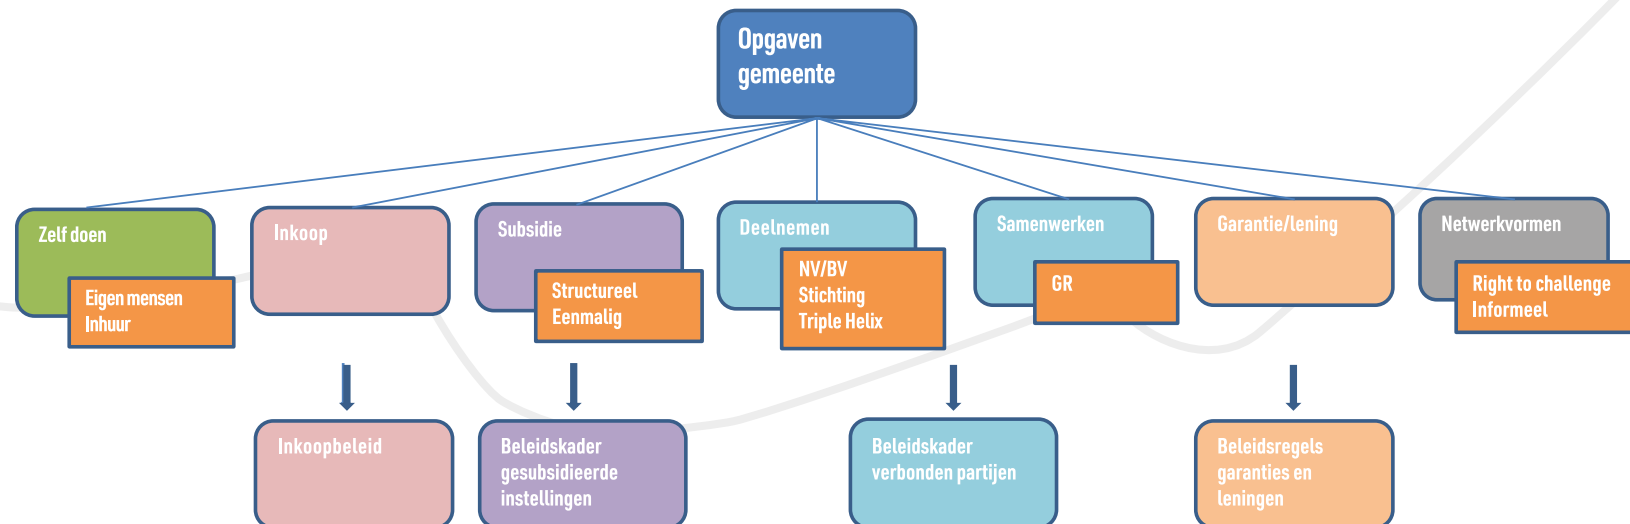 Opgaven
gemeente
Zelf doen
Eigen mensen
Inhuur
Inkoop
Subsidie
Structureel
Eenmalig
Deelnemen
NV/BV
Stichting
Triple Helix
Samenwerken
GR
Garantie/lening
Netwerkvormen
Right to challenge
Informeel
Inkoopbeleid
Beleidskader
gesubsidieerde
instellingen
Beleidskader
verbonden partijen
Beleidsregels
garanties en
leningen